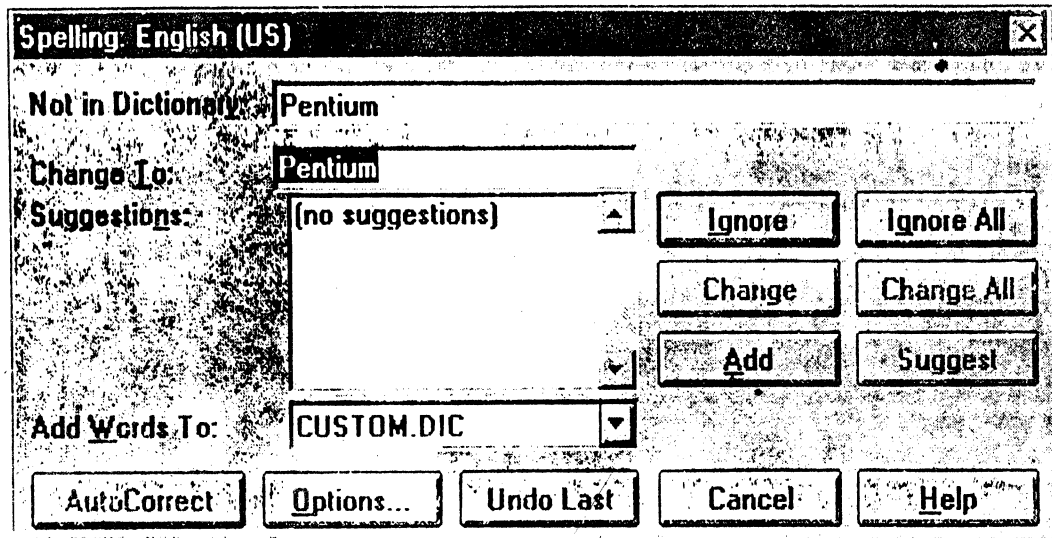 Spelling: English (US)
Not in Dictionary: Pentium
Change To: Pentium
Suggestions: (no suggestions) Ignore Ignore All
Change Change All
Add Suggest
Add Words To: CUSTOM.DIC
AutoCorrect Options... Undo Last Cancel Help